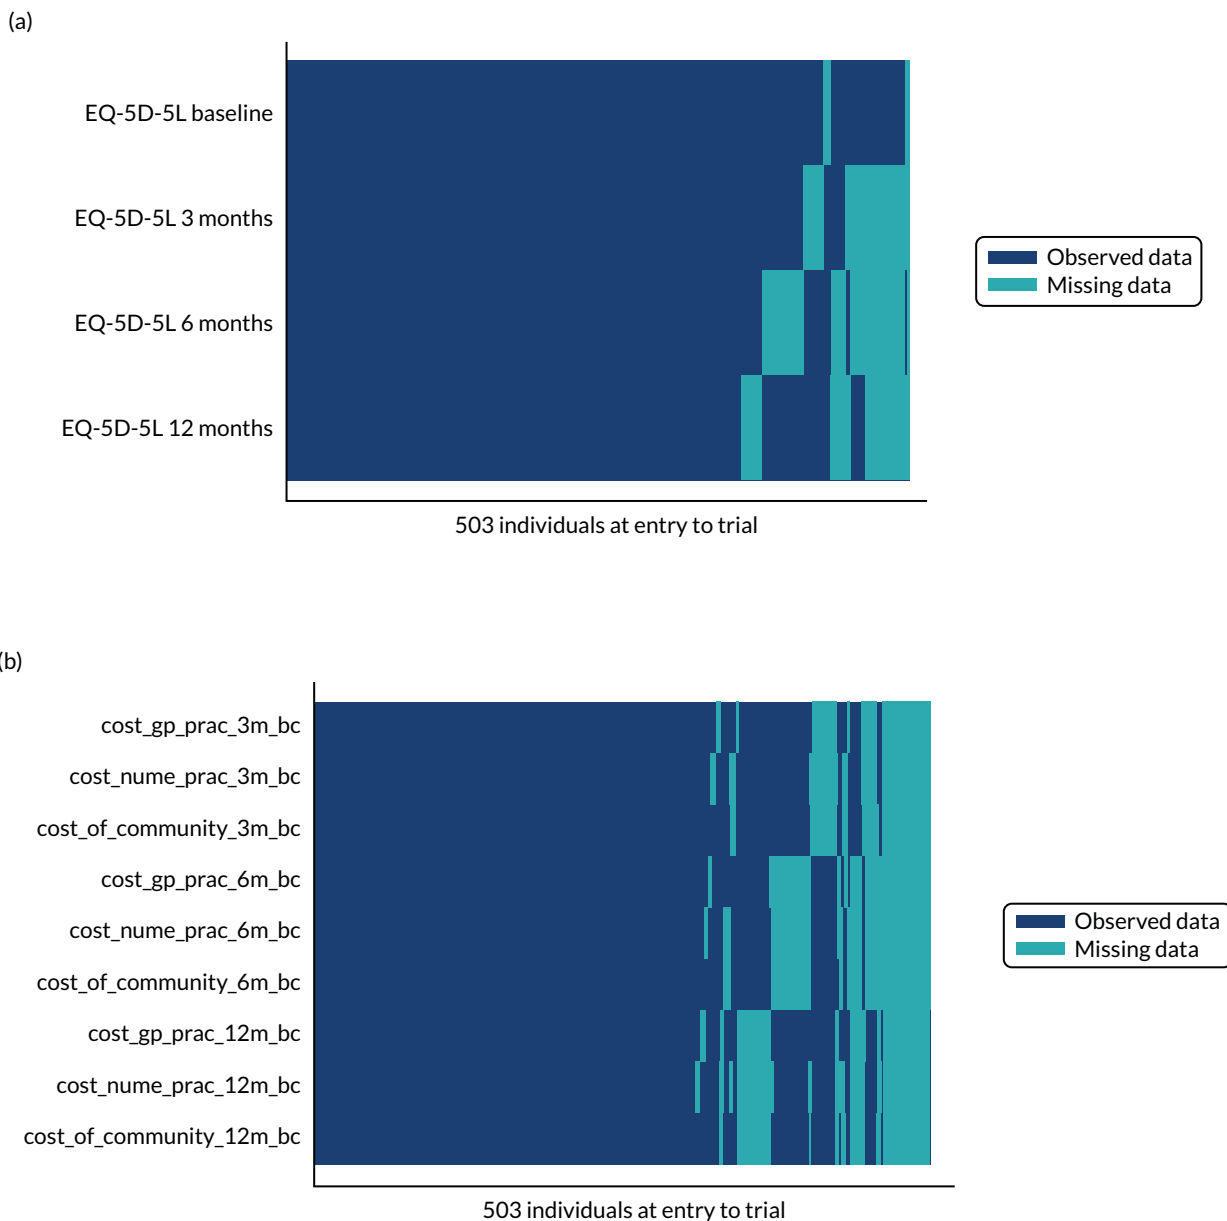 (a)
EQ-5D-5L baseline
EQ-5D-5L 3 months
EQ-5D-5L 6 months
EQ-5D-5L 12 months
Observed data
Missing data
503 individuals at entry to trial
(b)
cost_gp_prac_3m_bc
cost_nume_prac_3m_bc
cost_of_community_3m_bc
cost_gp_prac_6m_bc
cost_nume_prac_6m_bc
cost_of_community_6m_bc
cost_gp_prac_12m_bc
cost_nume_prac_12m_bc
cost_of_community_12m_bc
Observed data
Missing data
503 individuals at entry to trial